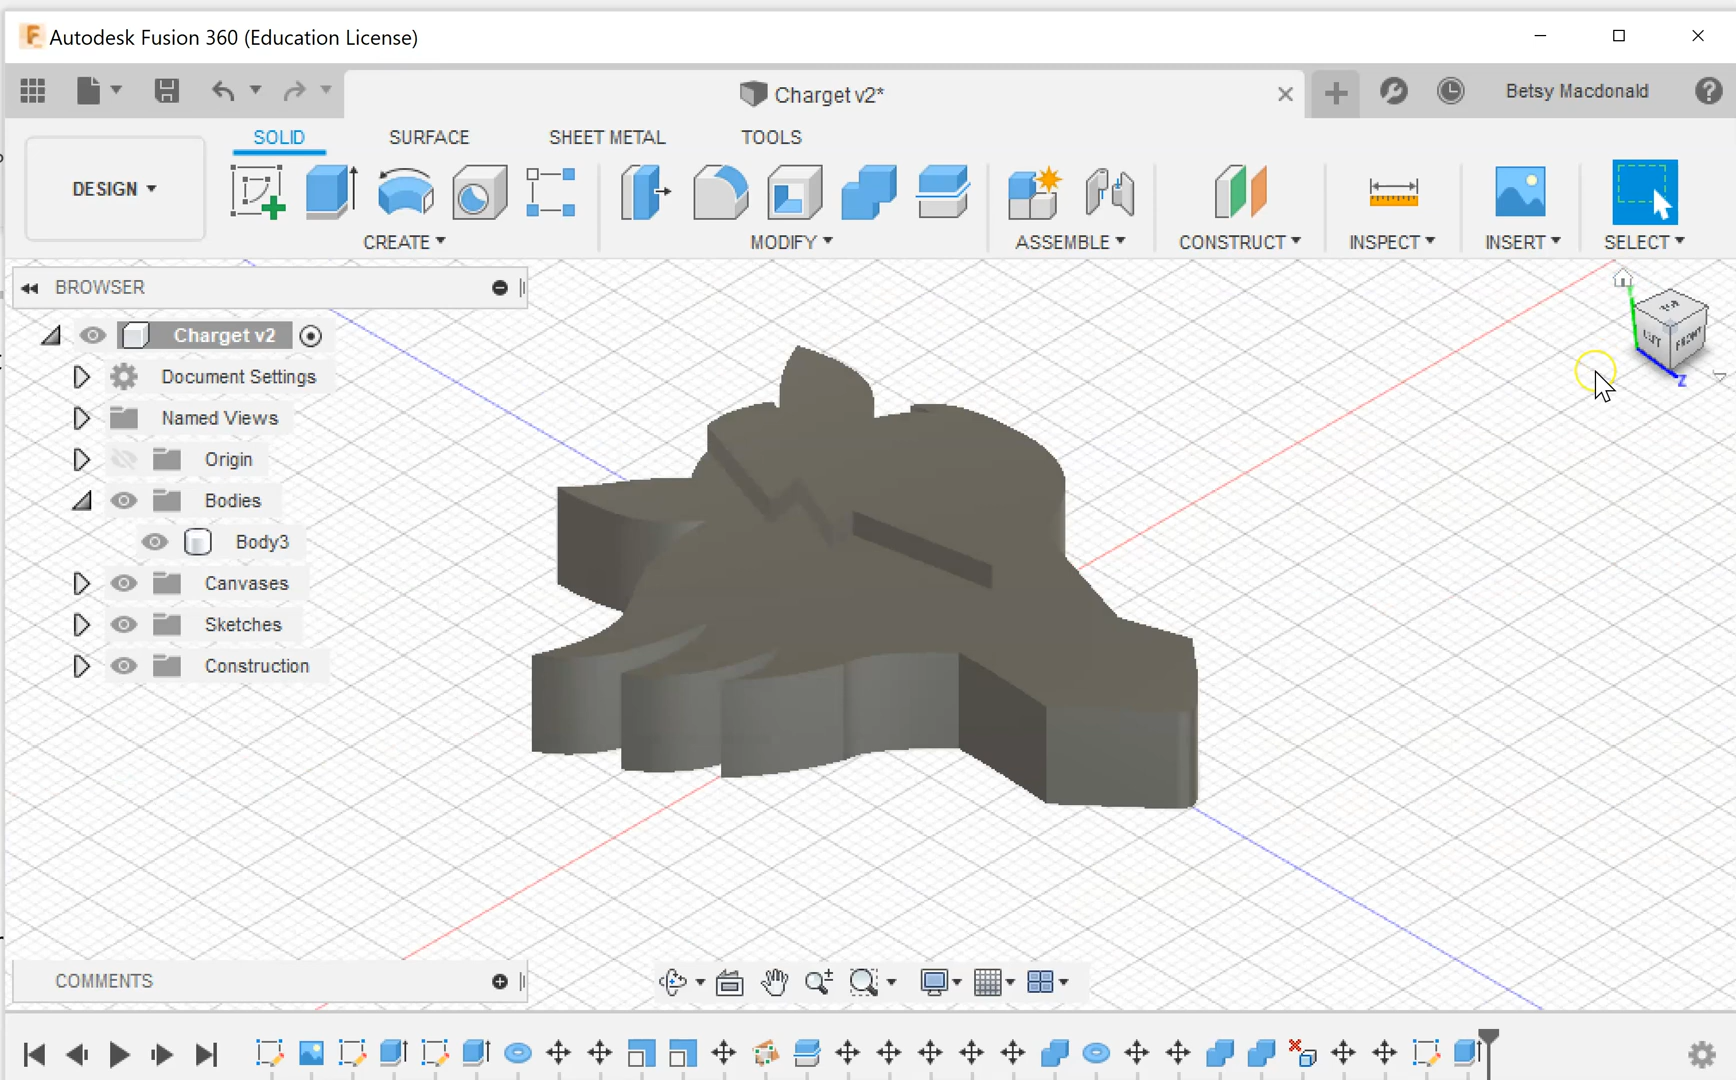 Autodesk Fusion 360 (Education License)
Charget v2*
Betsy Macdonald
SOLID SURFACE SHEET METAL TOOLS
DESIGN
CREATE MODIFY ASSEMBLE CONSTRUCT INSPECT INSERT SELECT
BROWSER
Charget v2
Document Settings
Named Views
Origin
Bodies
Body3
Canvases
Sketches
Construction
FRONT
Z
COMMENTS